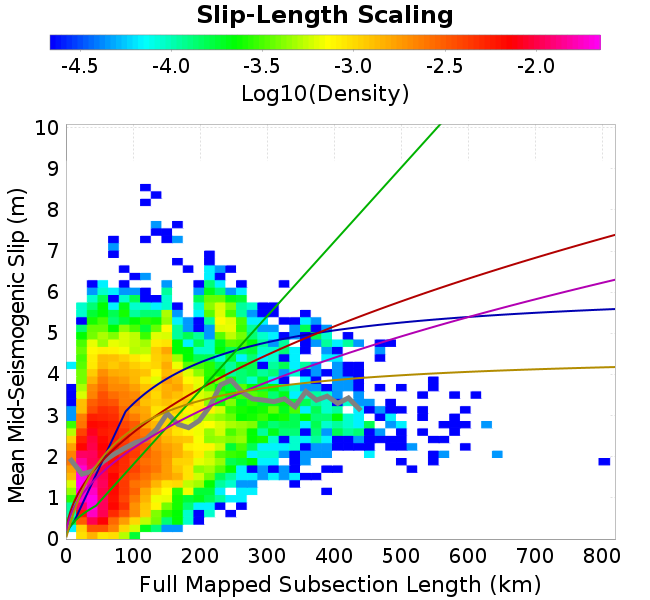 Slip-Length Scaling
-4.5 -4.0 -3.5 -3.0 -2.5 -2.0
Log10(Density)
10
9
8
7
6
5
4
3
2
1
0
Mean Mid-Seismogenic Slip (m)
0 100 200 300 400 500 600 700 800
Full Mapped Subsection Length (km)